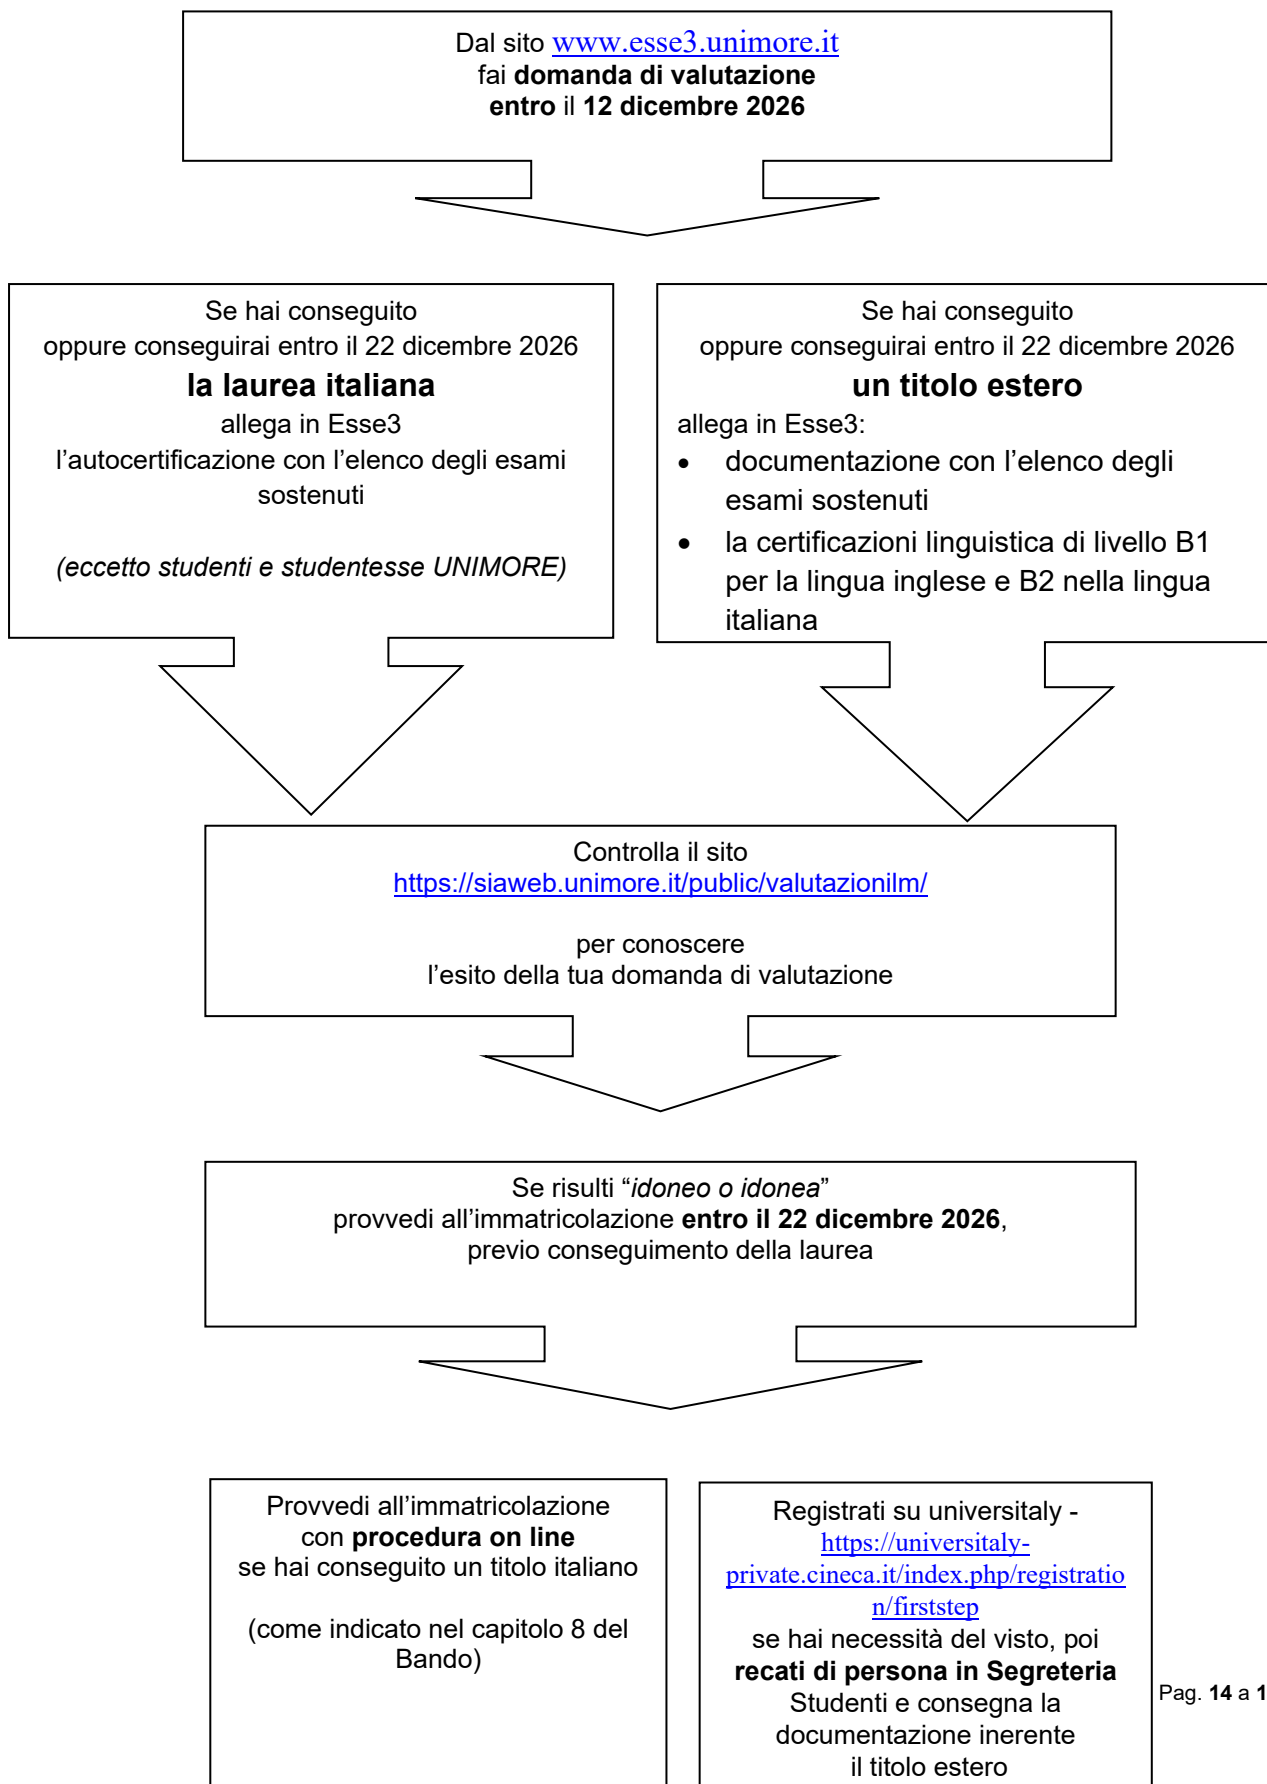 Dal sito www.esse3.unimore.it
fai domanda di valutazione
entro il 12 dicembre 2026
Se hai conseguito
oppure conseguirai entro il 22 dicembre 2026
la laurea italiana
allega in Esse3
l’autocertificazione con l’elenco degli esami
sostenuti
(eccetto studenti e studentesse UNIMORE)
Se hai conseguito
oppure conseguirai entro il 22 dicembre 2026
un titolo estero
allega in Esse3:
• documentazione con l’elenco degli
esami sostenuti
• la certificazioni linguistica di livello B1
per la lingua inglese e B2 nella lingua
italiana
Controlla il sito
https://siaweb.unimore.it/public/valutazionilm/
per conoscere
l’esito della tua domanda di valutazione
Se risulti “idoneo o idonea”
provvedi all’immatricolazione entro il 22 dicembre 2026,
previo conseguimento della laurea
Provvedi all’immatricolazione
con procedura on line
se hai conseguito un titolo italiano
(come indicato nel capitolo 8 del
Bando)
Registrati su universitaly -
https://universitaly-
private.cineca.it/index.php/registratio
n/firststep
se hai necessità del visto, poi
recati di persona in Segreteria
Studenti e consegna la
documentazione inerente
il titolo estero
Pag. 14 a 1